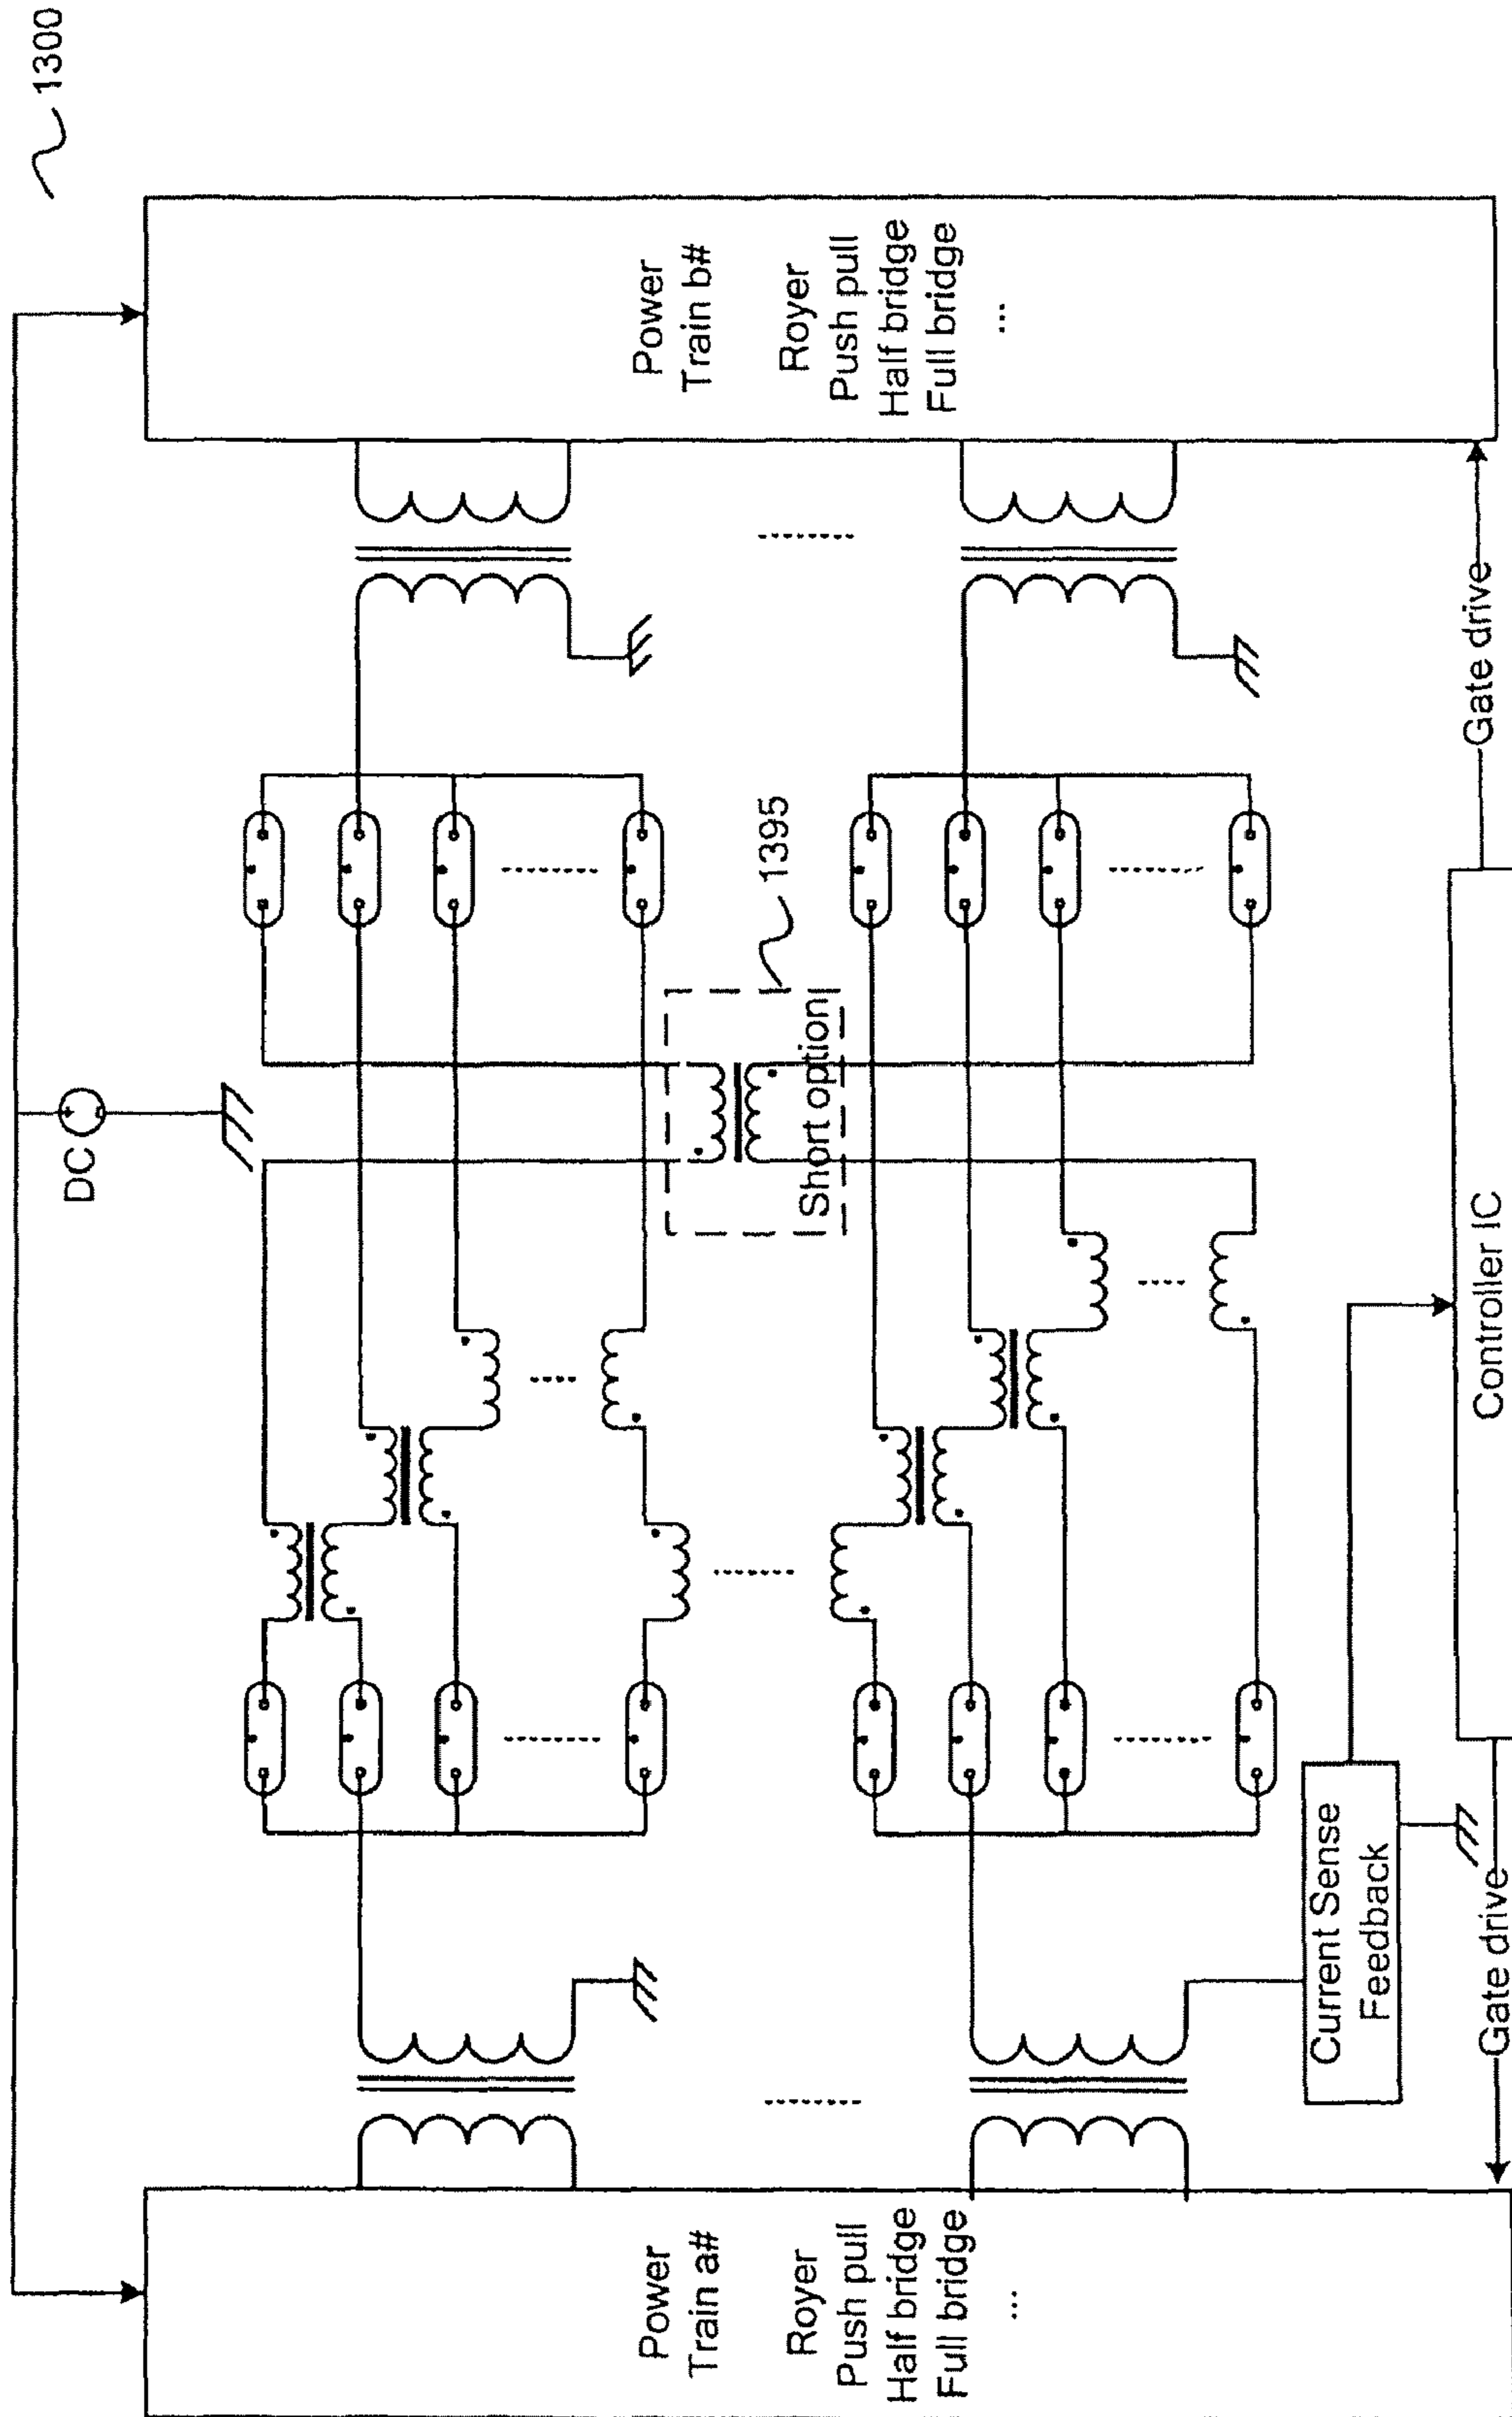 1300
DC
Power
Train a#
Royer
Push pull
Half bridge
Full bridge
...
Power
Train b#
Royer
Push pull
Half bridge
Full bridge
...
1395
Short option
Current Sense
Feedback
Controller IC
Gate drive
Gate drive